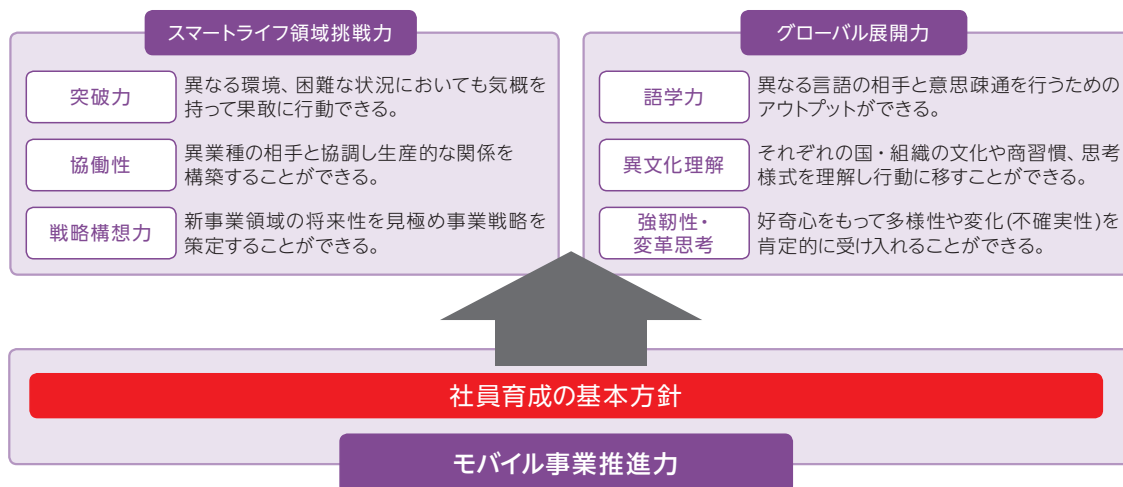 スマートライフ領域挑戦力
突破力
異なる環境、困難な状況においても気概を
持って果敢に行動できる。
協働性
異業種の相手と協調し生産的な関係を
構築することができる。
戦略構想力
新事業領域の将来性を見極め事業戦略を
策定することができる。
グローバル展開力
語学力
異なる言語の相手と意思疎通を行うための
アウトプットができる。
異文化理解
それぞれの国・組織の文化や商習慣、思考
様式を理解し行動に移すことができる。
強靭性・
変革思考
好奇心をもって多様性や変化(不確実性)を
肯定的に受け入れることができる。
社員育成の基本方針
モバイル事業推進力